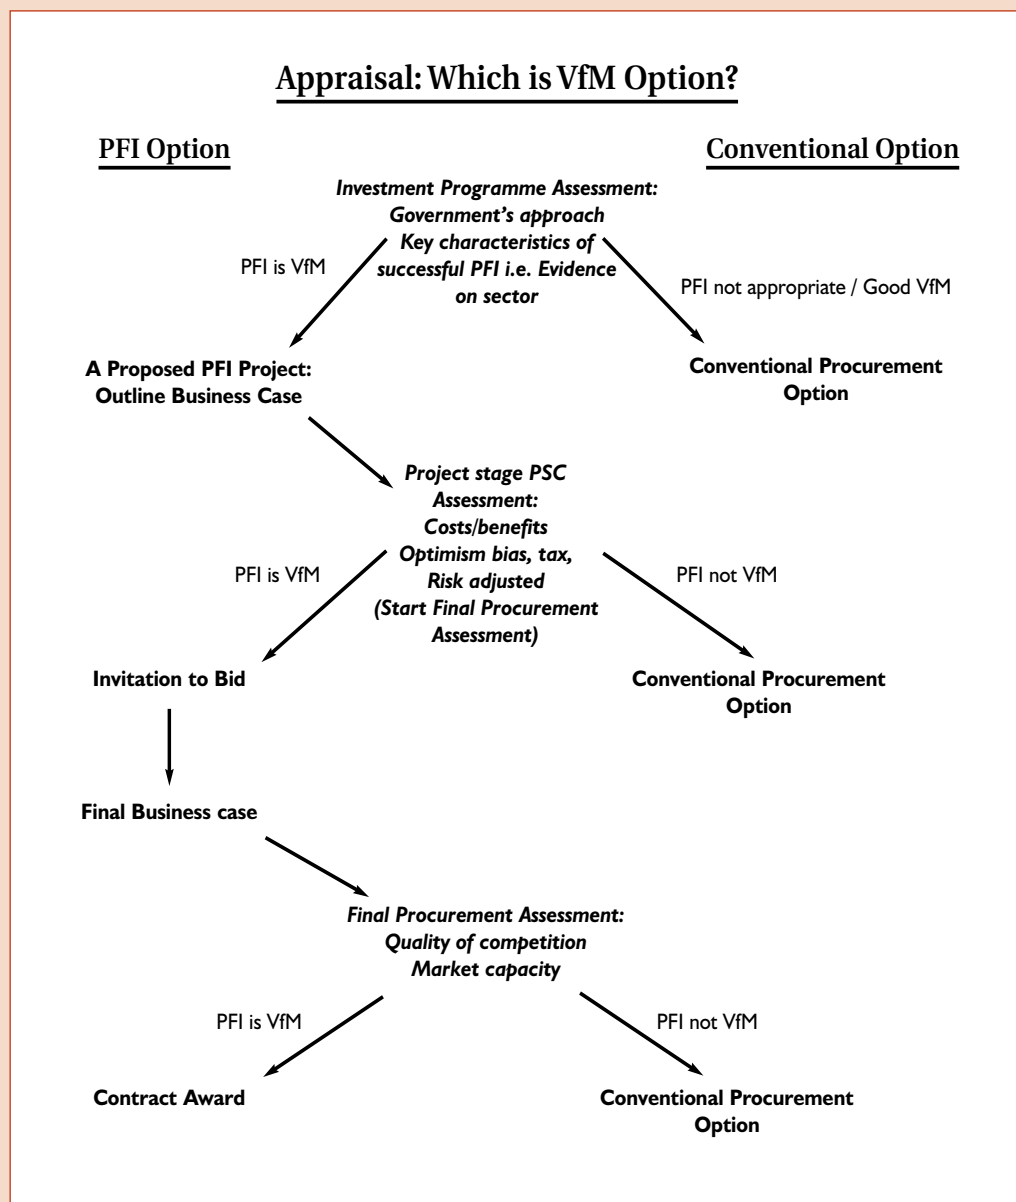 Appraisal: Which is VfM Option?
PFI Option
Conventional Option
Investment Programme Assessment:
Government's approach
Key characteristics of
successful PFI i.e. Evidence
on sector
PFI is VfM
PFI not appropriate / Good VfM
A Proposed PFI Project:
Outline Business Case
Conventional Procurement
Option
Project stage PSC
Assessment:
Costs/benefits
Optimism bias, tax,
Risk adjusted
(Start Final Procurement
Assessment)
PFI is VfM
PFI not VfM
Invitation to Bid
Conventional Procurement
Option
Final Business case
Final Procurement Assessment:
Quality of competition
Market capacity
PFI is VfM
PFI not VfM
Contract Award
Conventional Procurement
Option